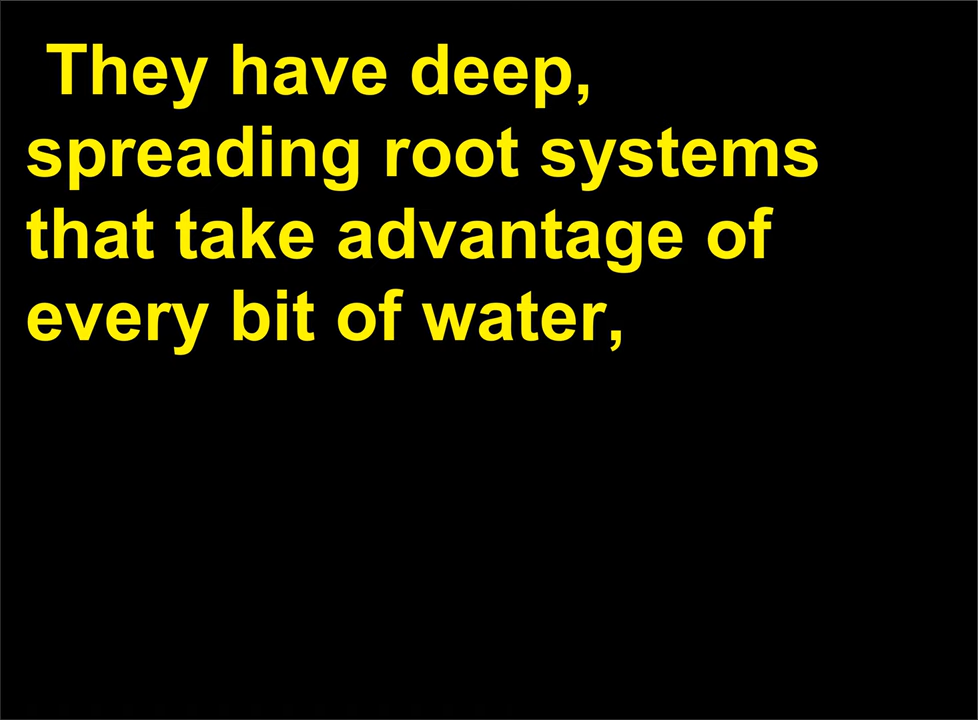 They have deep,
spreading root systems
that take advantage of
every bit of water,